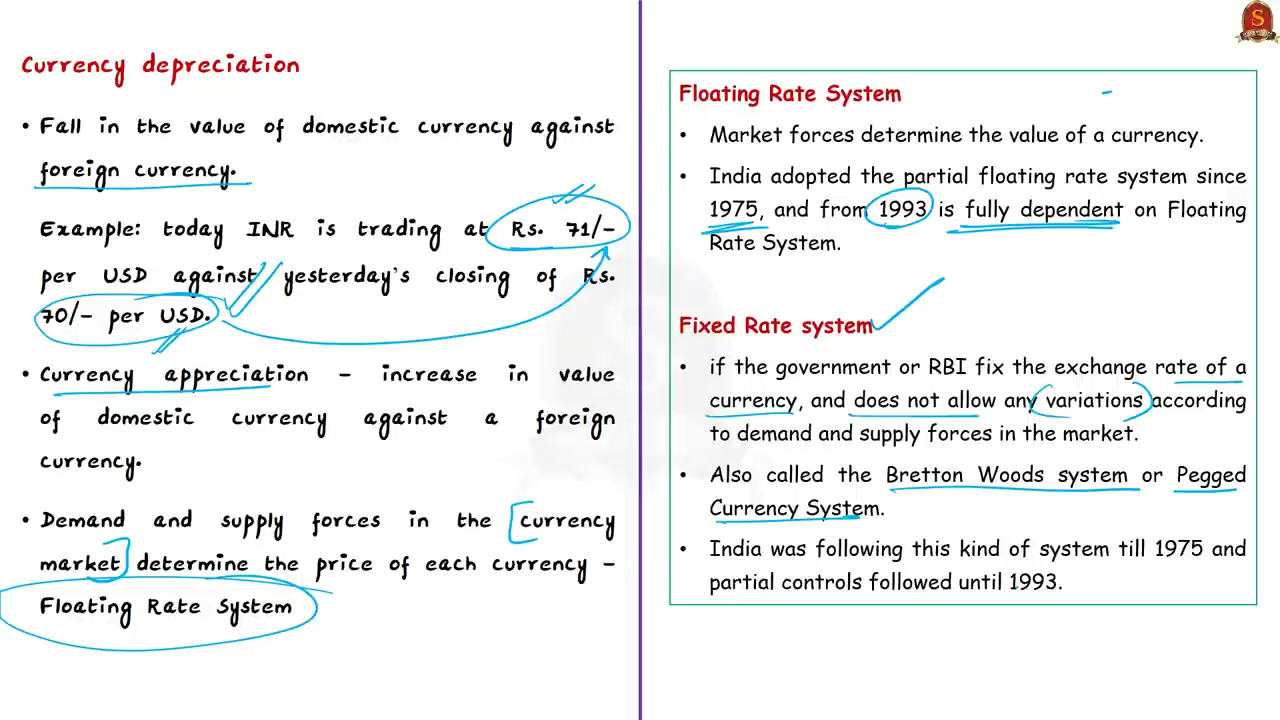 Currency depreciation
• Fall in the value of domestic currency against
foreign currency.
Example: today INR is trading at Rs. 71/-
per USD against yesterday's closing of Rs.
70/- per USD.
• Currency appreciation – increase in value
of domestic currency against a foreign
currency.
• Demand and supply forces in the currency
market determine the price of each currency –
Floating Rate System
Floating Rate System
• Market forces determine the value of a currency.
• India adopted the partial floating rate system since
1975, and from 1993 is fully dependent on Floating
Rate System.
Fixed Rate system
• if the government or RBI fix the exchange rate of a
currency, and does not allow any variations according
to demand and supply forces in the market.
• Also called the Bretton Woods system or Pegged
Currency System.
• India was following this kind of system till 1975 and
partial controls followed until 1993.